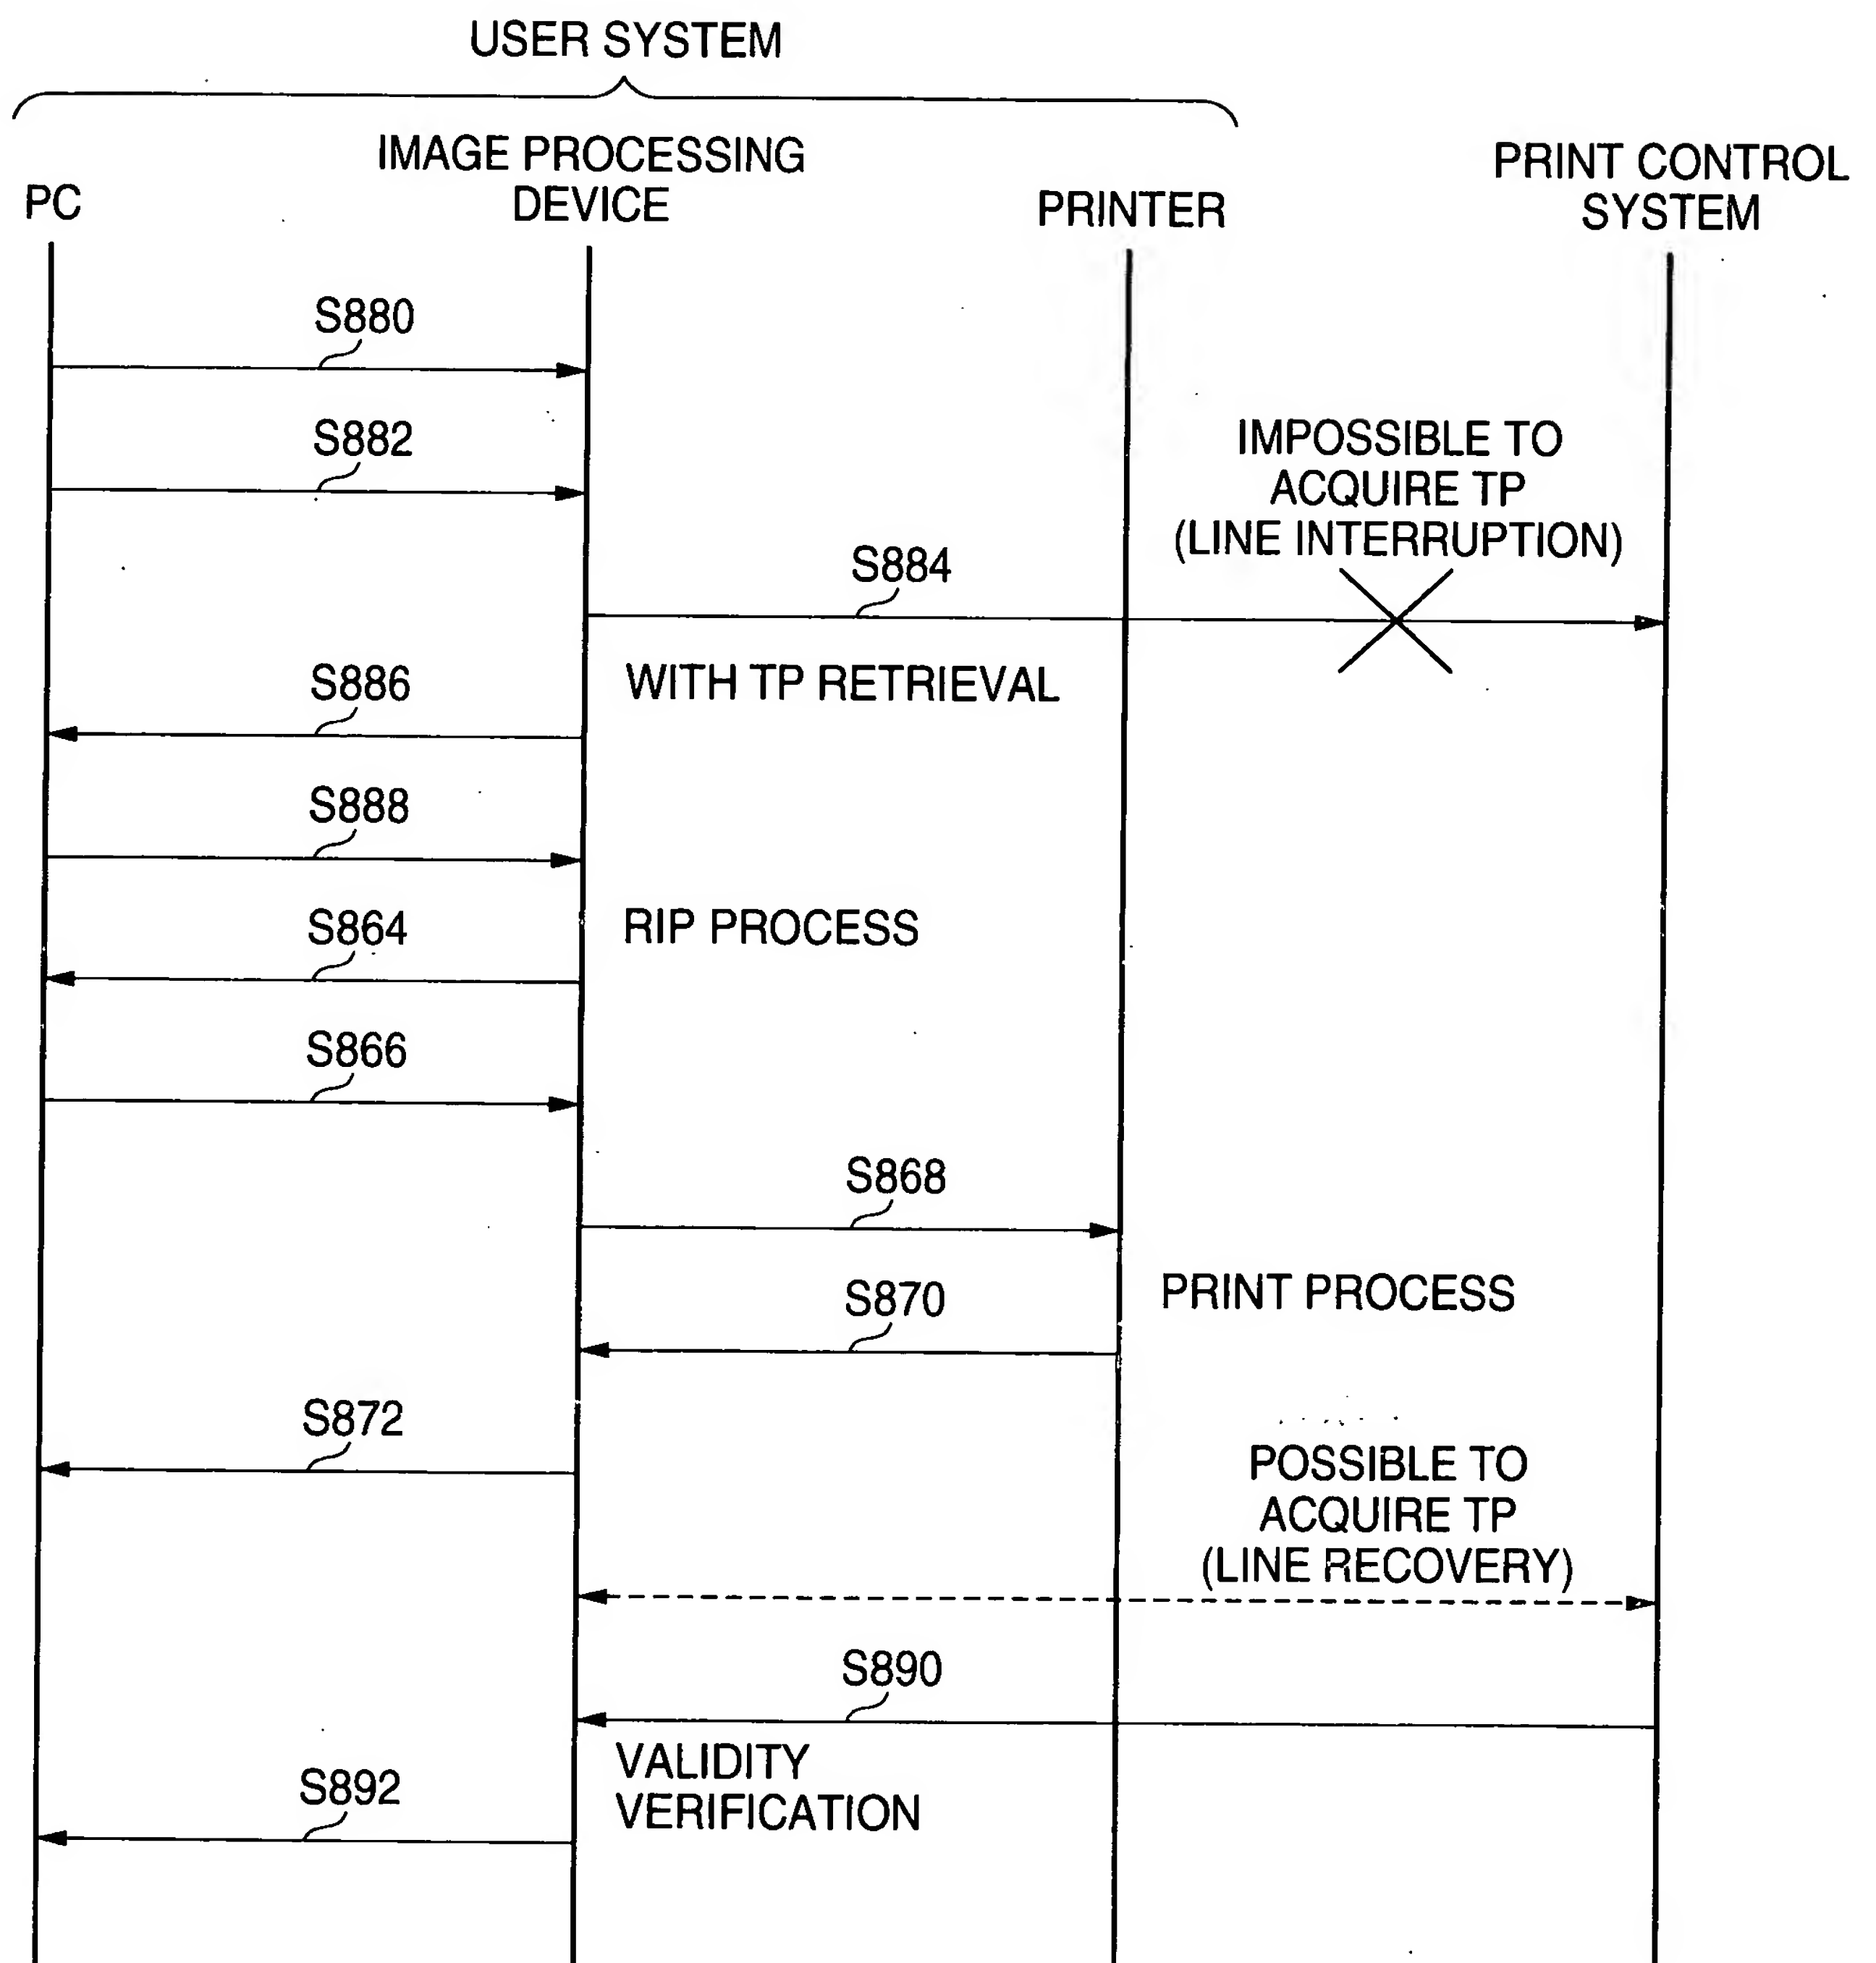 USER SYSTEM
PC
IMAGE PROCESSING
DEVICE
PRINTER
PRINT CONTROL
SYSTEM
S880
S882
IMPOSSIBLE TO
ACQUIRE TP
(LINE INTERRUPTION)
S884
S886
WITH TP RETRIEVAL
S888
S864
RIP PROCESS
S866
S868
PRINT PROCESS
S870
S872
POSSIBLE TO
ACQUIRE TP
(LINE RECOVERY)
S890
VALIDITY
VERIFICATION
S892